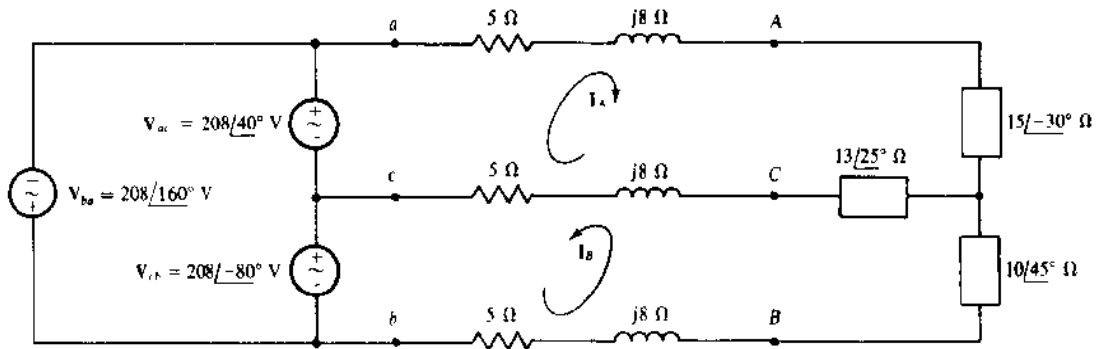 a 5 Ω j8 Ω A
I_A
V_ac = 208/40° V
15/−30° Ω
13/25° Ω
c 5 Ω j8 Ω C
V_ba = 208/160° V
I_B
V_cb = 208/−80° V
10/45° Ω
b 5 Ω j8 Ω B